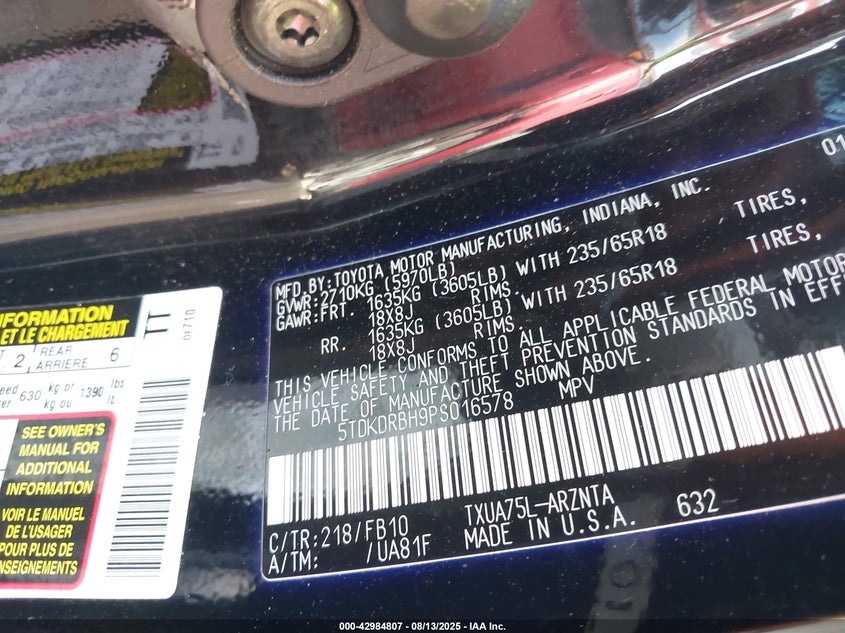 01
MFD.BY:TOYOTA MOTOR MANUFACTURING, INDIANA, INC.
GVWR:2710KG (5970LB)
GAWR:FRT. 1635KG (3605LB) WITH 235/65R18 TIRES,
18X8J RIMS.
RR. 1635KG (3605LB) WITH 235/65R18 TIRES,
18X8J RIMS.
THIS VEHICLE CONFORMS TO ALL APPLICABLE FEDERAL MOTOR
VEHICLE SAFETY AND THEFT PREVENTION STANDARDS IN EFF
THE DATE OF MANUFACTURE SHOWN ABOVE.
5TDKDRBH9PS016578 MPV
C/TR:218/FB10 TXUA75L-ARZNTA 632
A/TM: /UA81F MADE IN U.S.A.
INFORMATION
ET LE CHARGEMENT
TT
0E710
2 REAR ARRIERE 6
630 kg or kg ou 1390 lbs lb
SEE OWNER'S
MANUAL FOR
ADDITIONAL
INFORMATION
VOIR LE MANUEL
DE L'USAGER
POUR PLUS DE
RENSEIGNEMENTS
000-42984807 - 08/13/2025 - IAA Inc.